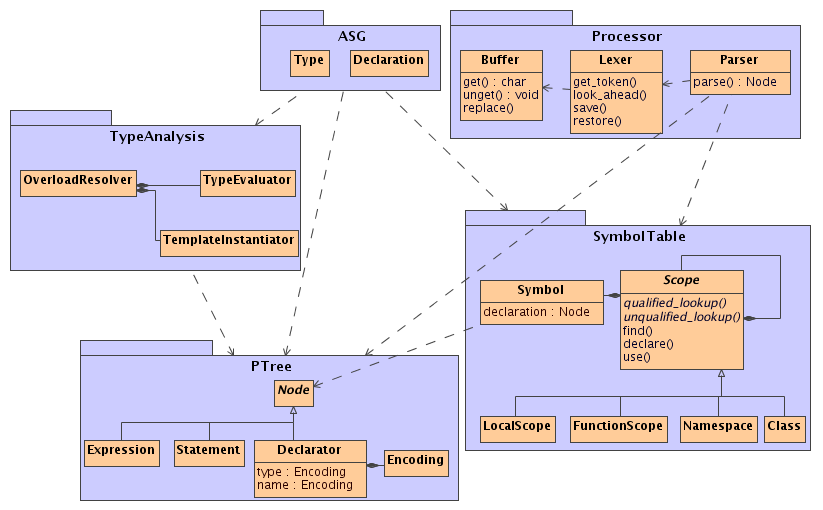 ASG
Type
Declaration
Processor
Buffer
get() : char
unget() : void
replace()
Lexer
get_token()
look_ahead()
save()
restore()
Parser
parse() : Node
TypeAnalysis
OverloadResolver
TypeEvaluator
TemplateInstantiator
SymbolTable
Symbol
declaration : Node
Scope
qualified_lookup()
unqualified_lookup()
find()
declare()
use()
LocalScope
FunctionScope
Namespace
Class
PTree
Node
Expression
Statement
Declarator
type : Encoding
name : Encoding
Encoding